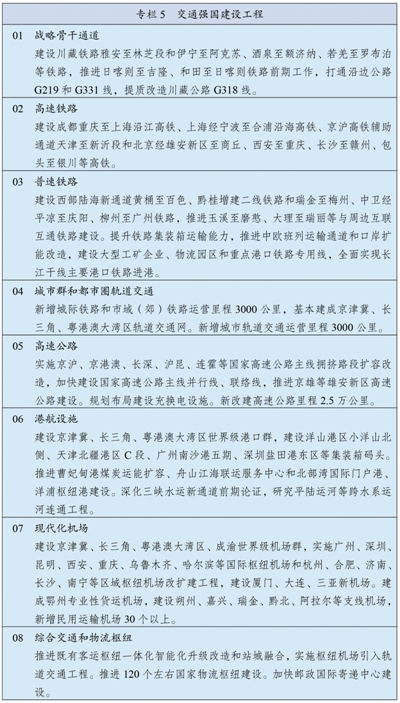 专栏 5 交通强国建设工程
01 战略骨干通道
建设川藏铁路雅安至林芝段和伊宁至阿克苏、酒泉至额济纳、若羌至罗布泊
等铁路，推进日喀则至吉隆、和田至日喀则铁路前期工作，打通沿边公路
G219 和 G331 线，提质改造川藏公路 G318 线。
02 高速铁路
建设成都重庆至上海沿江高铁、上海经宁波至合浦沿海高铁、京沪高铁辅助
通道天津至新沂段和北京经雄安新区至商丘、西安至重庆、长沙至赣州、包
头至银川等高铁。
03 普速铁路
建设西部陆海新通道黄桶至百色、黔桂增建二线铁路和瑞金至梅州、中卫经
平凉至庆阳、柳州至广州铁路，推进玉溪至磨憨、大理至瑞丽等与周边互联
互通铁路建设。提升铁路集装箱运输能力，推进中欧班列运输通道和口岸扩
能改造，建设大型工矿企业、物流园区和重点港口铁路专用线，全面实现长
江干线主要港口铁路进港。
04 城市群和都市圈轨道交通
新增城际铁路和市域（郊）铁路运营里程 3000 公里，基本建成京津冀、长
三角、粤港澳大湾区轨道交通网。新增城市轨道交通运营里程 3000 公里。
05 高速公路
实施京沪、京港澳、长深、沪昆、连霍等国家高速公路主线拥挤路段扩容改
造，加快建设国家高速公路主线并行线、联络线，推进京雄等雄安新区高速
公路建设。规划布局建设充换电设施。新改建高速公路里程 2.5 万公里。
06 港航设施
建设京津冀、长三角、粤港澳大湾区世界级港口群，建设洋山港区小洋山北
侧、天津北疆港区 C 段、广州南沙港五期、深圳盐田港东区等集装箱码头。
推进曹妃甸港煤炭运能扩容、舟山江海联运服务中心和北部湾国际门户港、
洋浦枢纽港建设。深化三峡水运新通道前期论证，研究平陆运河等跨水系运
河连通工程。
07 现代化机场
建设京津冀、长三角、粤港澳大湾区、成渝世界级机场群，实施广州、深圳、
昆明、西安、重庆、乌鲁木齐、哈尔滨等国际枢纽机场和杭州、合肥、济南、
长沙、南宁等区域枢纽机场改扩建工程，建设厦门、大连、三亚新机场。建
成鄂州专业性货运机场，建设朔州、嘉兴、瑞金、黔北、阿拉尔等支线机场，
新增民用运输机场 30 个以上。
08 综合交通和物流枢纽
推进既有客运枢纽一体化智能化升级改造和站城融合，实施枢纽机场引入轨
道交通工程。推进 120 个左右国家物流枢纽建设。加快邮政国际寄递中心建
设。